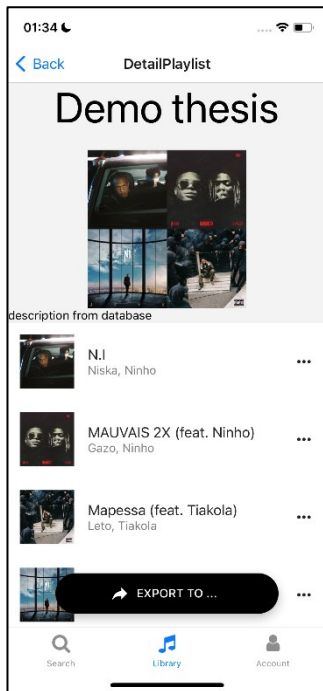 01:34
Back
DetailPlaylist
Demo thesis
description from database
N.I
Niska, Ninho
MAUVAIS 2X (feat. Ninho)
Gazo, Ninho
Mapessa (feat. Tiakola)
Leto, Tiakola
EXPORT TO ...
Search
Library
Account